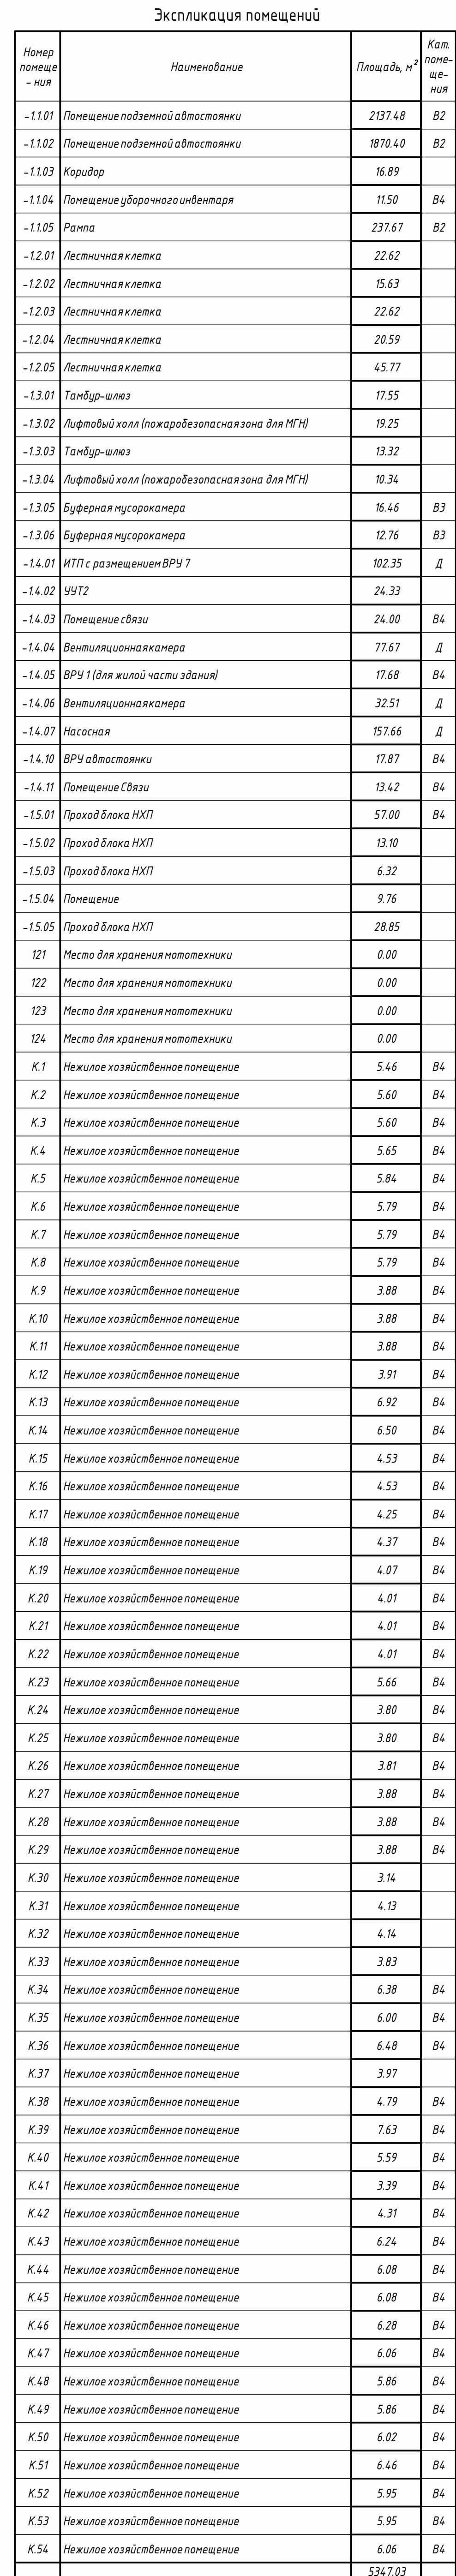 Экспликация помещений
Номер помеще - ния Наименование Площадь, м² Кат. поме- ще- ния
-1.1.01 Помещение подземной автостоянки 2137.48 В2
-1.1.02 Помещение подземной автостоянки 1870.40 В2
-1.1.03 Коридор 16.89
-1.1.04 Помещение уборочного инвентаря 11.50 В4
-1.1.05 Рампа 237.67 В2
-1.2.01 Лестничная клетка 22.62
-1.2.02 Лестничная клетка 15.63
-1.2.03 Лестничная клетка 22.62
-1.2.04 Лестничная клетка 20.59
-1.2.05 Лестничная клетка 45.77
-1.3.01 Тамбур-шлюз 17.55
-1.3.02 Лифтовый холл (пожаробезопасная зона для МГН) 19.25
-1.3.03 Тамбур-шлюз 13.32
-1.3.04 Лифтовый холл (пожаробезопасная зона для МГН) 10.34
-1.3.05 Буферная мусорокамера 16.46 В3
-1.3.06 Буферная мусорокамера 12.76 В3
-1.4.01 ИТП с размещением ВРУ 7 102.35 Д
-1.4.02 УУТ2 24.33
-1.4.03 Помещение связи 24.00 В4
-1.4.04 Вентиляционная камера 77.67 Д
-1.4.05 ВРУ 1 (для жилой части здания) 17.68 В4
-1.4.06 Вентиляционная камера 32.51 Д
-1.4.07 Насосная 157.66 Д
-1.4.10 ВРУ автостоянки 17.87 В4
-1.4.11 Помещение Связи 13.42 В4
-1.5.01 Проход блока НХП 57.00 В4
-1.5.02 Проход блока НХП 13.10
-1.5.03 Проход блока НХП 6.32
-1.5.04 Помещение 9.76
-1.5.05 Проход блока НХП 28.85
121 Место для хранения мототехники 0.00
122 Место для хранения мототехники 0.00
123 Место для хранения мототехники 0.00
124 Место для хранения мототехники 0.00
К.1 Нежилое хозяйственное помещение 5.46 В4
К.2 Нежилое хозяйственное помещение 5.60 В4
К.3 Нежилое хозяйственное помещение 5.60 В4
К.4 Нежилое хозяйственное помещение 5.65 В4
К.5 Нежилое хозяйственное помещение 5.84 В4
К.6 Нежилое хозяйственное помещение 5.79 В4
К.7 Нежилое хозяйственное помещение 5.79 В4
К.8 Нежилое хозяйственное помещение 5.79 В4
К.9 Нежилое хозяйственное помещение 3.88 В4
К.10 Нежилое хозяйственное помещение 3.88 В4
К.11 Нежилое хозяйственное помещение 3.88 В4
К.12 Нежилое хозяйственное помещение 3.91 В4
К.13 Нежилое хозяйственное помещение 6.92 В4
К.14 Нежилое хозяйственное помещение 6.50 В4
К.15 Нежилое хозяйственное помещение 4.53 В4
К.16 Нежилое хозяйственное помещение 4.53 В4
К.17 Нежилое хозяйственное помещение 4.25 В4
К.18 Нежилое хозяйственное помещение 4.37 В4
К.19 Нежилое хозяйственное помещение 4.07 В4
К.20 Нежилое хозяйственное помещение 4.01 В4
К.21 Нежилое хозяйственное помещение 4.01 В4
К.22 Нежилое хозяйственное помещение 4.01 В4
К.23 Нежилое хозяйственное помещение 5.66 В4
К.24 Нежилое хозяйственное помещение 3.80 В4
К.25 Нежилое хозяйственное помещение 3.80 В4
К.26 Нежилое хозяйственное помещение 3.81 В4
К.27 Нежилое хозяйственное помещение 3.88 В4
К.28 Нежилое хозяйственное помещение 3.88 В4
К.29 Нежилое хозяйственное помещение 3.88 В4
К.30 Нежилое хозяйственное помещение 3.14
К.31 Нежилое хозяйственное помещение 4.13
К.32 Нежилое хозяйственное помещение 4.14
К.33 Нежилое хозяйственное помещение 3.83
К.34 Нежилое хозяйственное помещение 6.38 В4
К.35 Нежилое хозяйственное помещение 6.00 В4
К.36 Нежилое хозяйственное помещение 6.48 В4
К.37 Нежилое хозяйственное помещение 3.97
К.38 Нежилое хозяйственное помещение 4.79 В4
К.39 Нежилое хозяйственное помещение 7.63 В4
К.40 Нежилое хозяйственное помещение 5.59 В4
К.41 Нежилое хозяйственное помещение 3.39 В4
К.42 Нежилое хозяйственное помещение 4.31 В4
К.43 Нежилое хозяйственное помещение 6.24 В4
К.44 Нежилое хозяйственное помещение 6.08 В4
К.45 Нежилое хозяйственное помещение 6.08 В4
К.46 Нежилое хозяйственное помещение 6.28 В4
К.47 Нежилое хозяйственное помещение 6.06 В4
К.48 Нежилое хозяйственное помещение 5.86 В4
К.49 Нежилое хозяйственное помещение 5.86 В4
К.50 Нежилое хозяйственное помещение 6.02 В4
К.51 Нежилое хозяйственное помещение 6.46 В4
К.52 Нежилое хозяйственное помещение 5.95 В4
К.53 Нежилое хозяйственное помещение 5.95 В4
К.54 Нежилое хозяйственное помещение 6.06 В4
5347.03